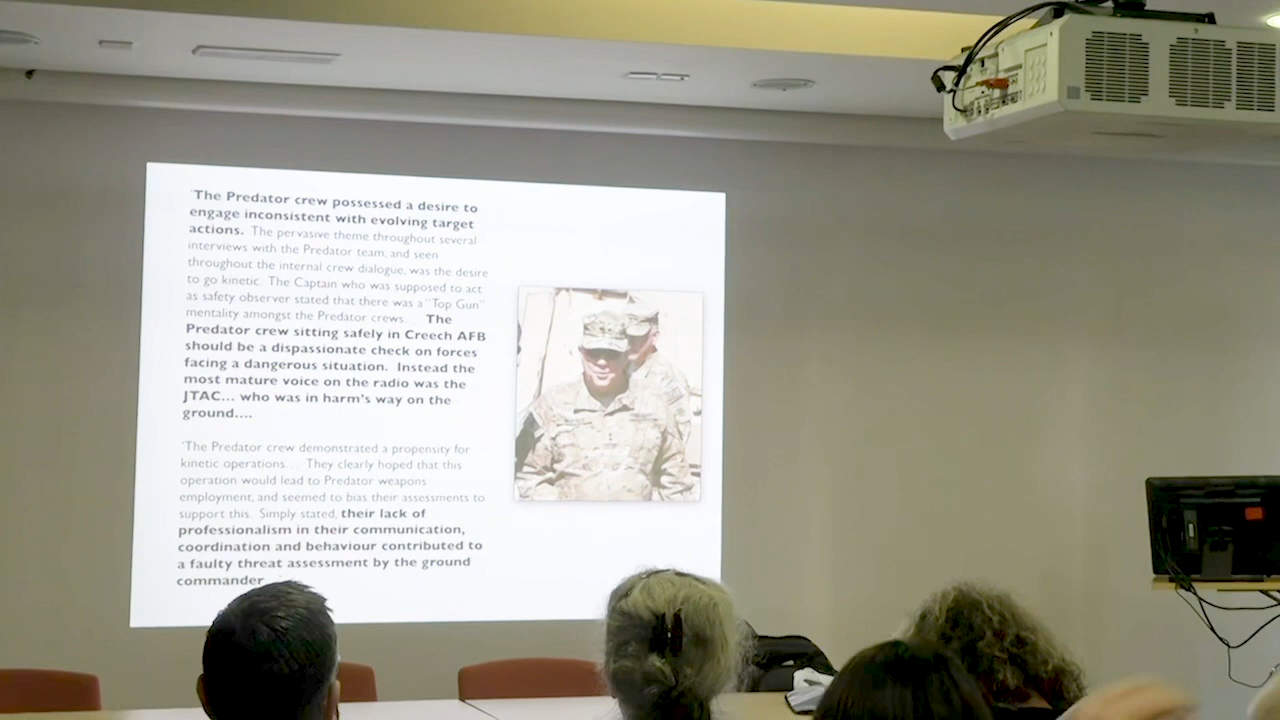 'The Predator crew possessed a desire to
engage inconsistent with evolving target
actions. The pervasive theme throughout several
interviews with the Predator team, and seen
throughout the internal crew dialogue, was the desire
to go kinetic. The Captain who was supposed to act
as safety observer stated that there was a "Top Gun"
mentality amongst the Predator crews. The
Predator crew sitting safely in Creech AFB
should be a dispassionate check on forces
facing a dangerous situation. Instead the
most mature voice on the radio was the
JTAC... who was in harm's way on the
ground....
'The Predator crew demonstrated a propensity for
kinetic operations.... They clearly hoped that this
operation would lead to Predator weapons
employment, and seemed to bias their assessments to
support this. Simply stated, their lack of
professionalism in their communication,
coordination and behaviour contributed to
a faulty threat assessment by the ground
commander